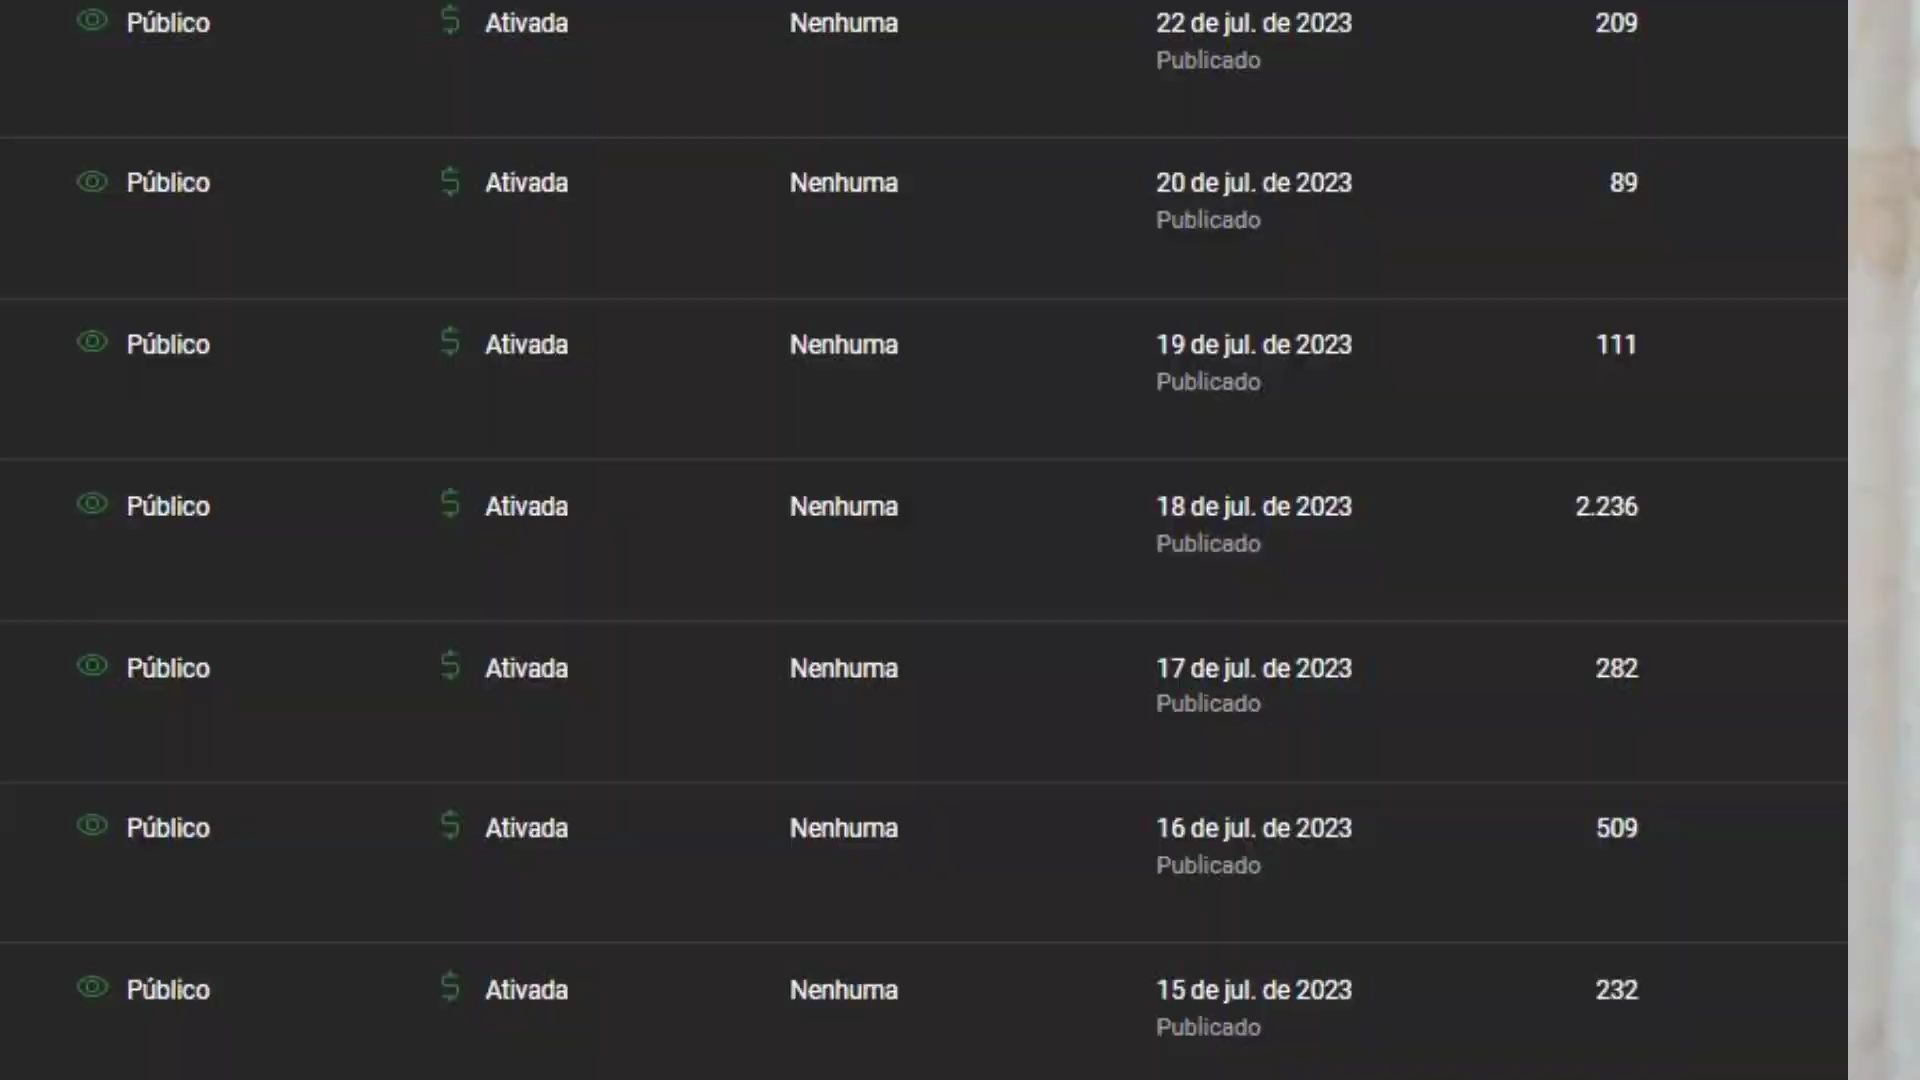 Público $ Ativada Nenhuma 22 de jul. de 2023 209
Publicado
Público $ Ativada Nenhuma 20 de jul. de 2023 89
Publicado
Público $ Ativada Nenhuma 19 de jul. de 2023 111
Publicado
Público $ Ativada Nenhuma 18 de jul. de 2023 2.236
Publicado
Público $ Ativada Nenhuma 17 de jul. de 2023 282
Publicado
Público $ Ativada Nenhuma 16 de jul. de 2023 509
Publicado
Público $ Ativada Nenhuma 15 de jul. de 2023 232
Publicado